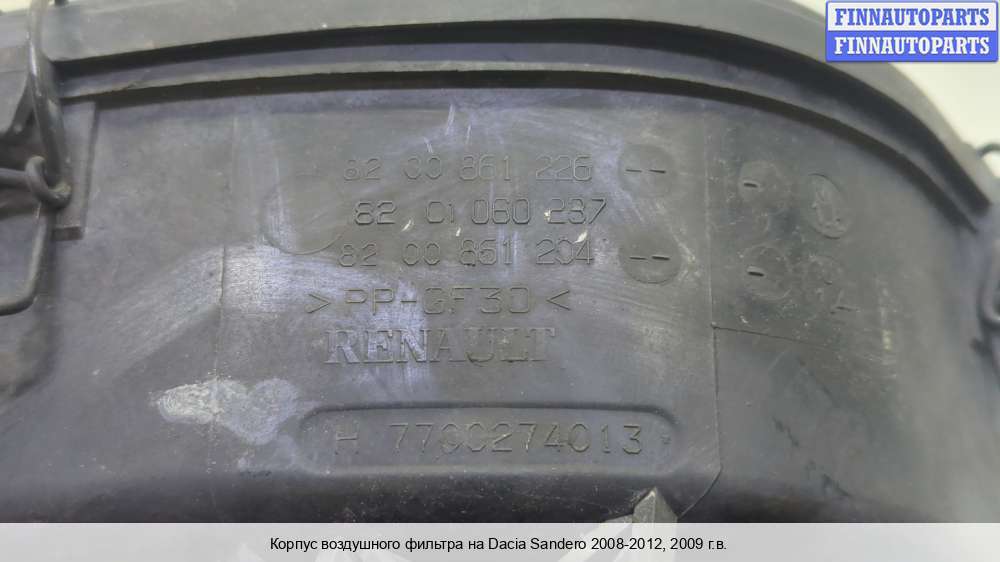 FINNAUTOPARTS
FINNAUTOPARTS
82 00 861 226 --
82 01 060 237
82 00 861 204 --
>PP-GF30<
RENAULT
H 7700274013
Корпус воздушного фильтра на Dacia Sandero 2008-2012, 2009 г.в.